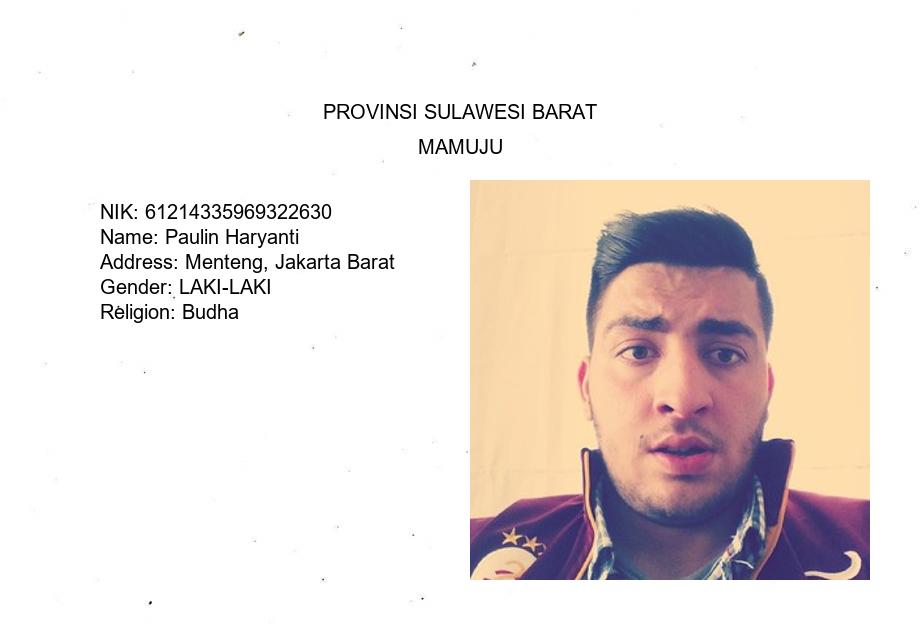 PROVINSI SULAWESI BARAT
MAMUJU
NIK: 61214335969322630
Name: Paulin Haryanti
Address: Menteng, Jakarta Barat
Gender: LAKI-LAKI
Religion: Budha